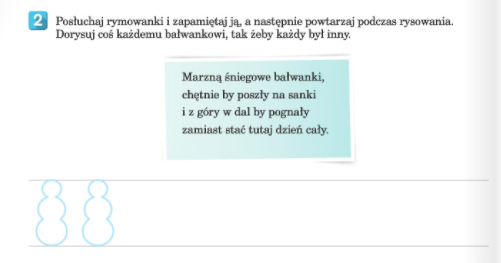 2 Posłuchaj rymowanki i zapamiętaj ją, a następnie powtarzaj podczas rysowania.
Dorysuj coś każdemu bałwankowi, tak żeby każdy był inny.
Marzną śniegowe bałwanki,
chętnie by poszły na sanki
i z góry w dal by pognały
zamiast stać tutaj dzień cały.